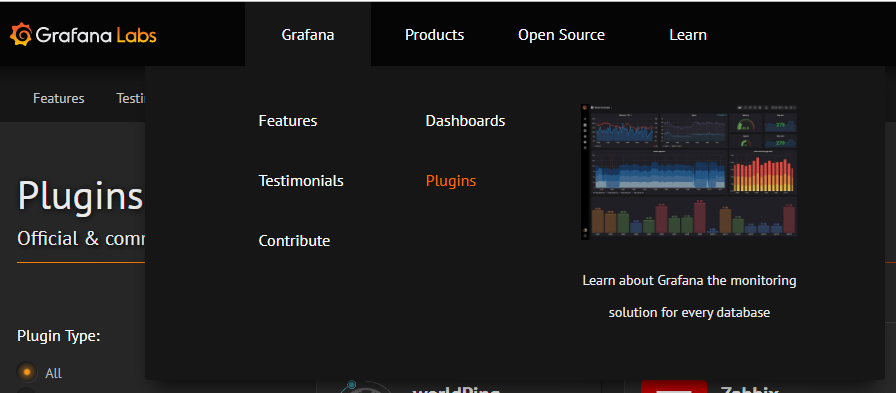 Grafana Labs
Grafana
Products
Open Source
Learn
Features
Testi
Features
Dashboards
Testimonials
Plugins
Contribute
Learn about Grafana the monitoring
solution for every database
Plugins
Official & comm
Plugin Type:
All
worldPing
Zabbix